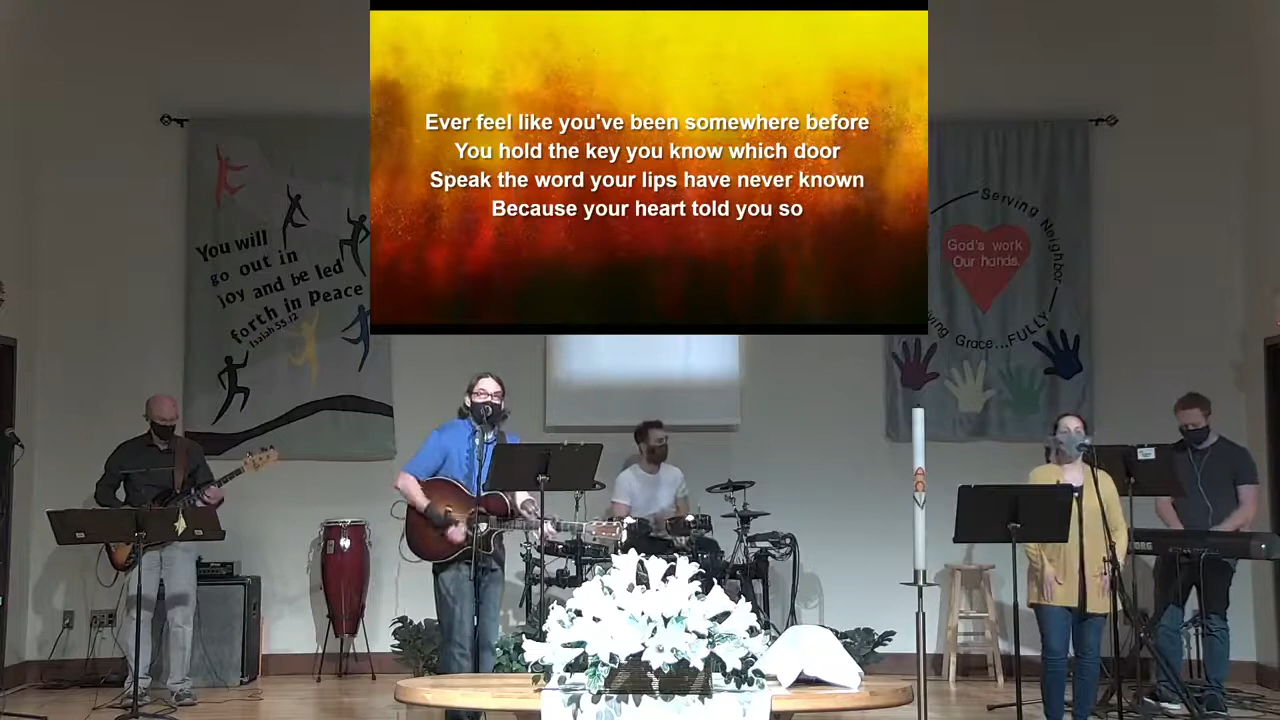 Ever feel like you've been somewhere before
You hold the key you know which door
Speak the word your lips have never known
Because your heart told you so
You will
go out in
joy and be led
forth in peace
Isaiah 55:12
Serving Neighbor
God's work
Our hands.
Grace...FULLY